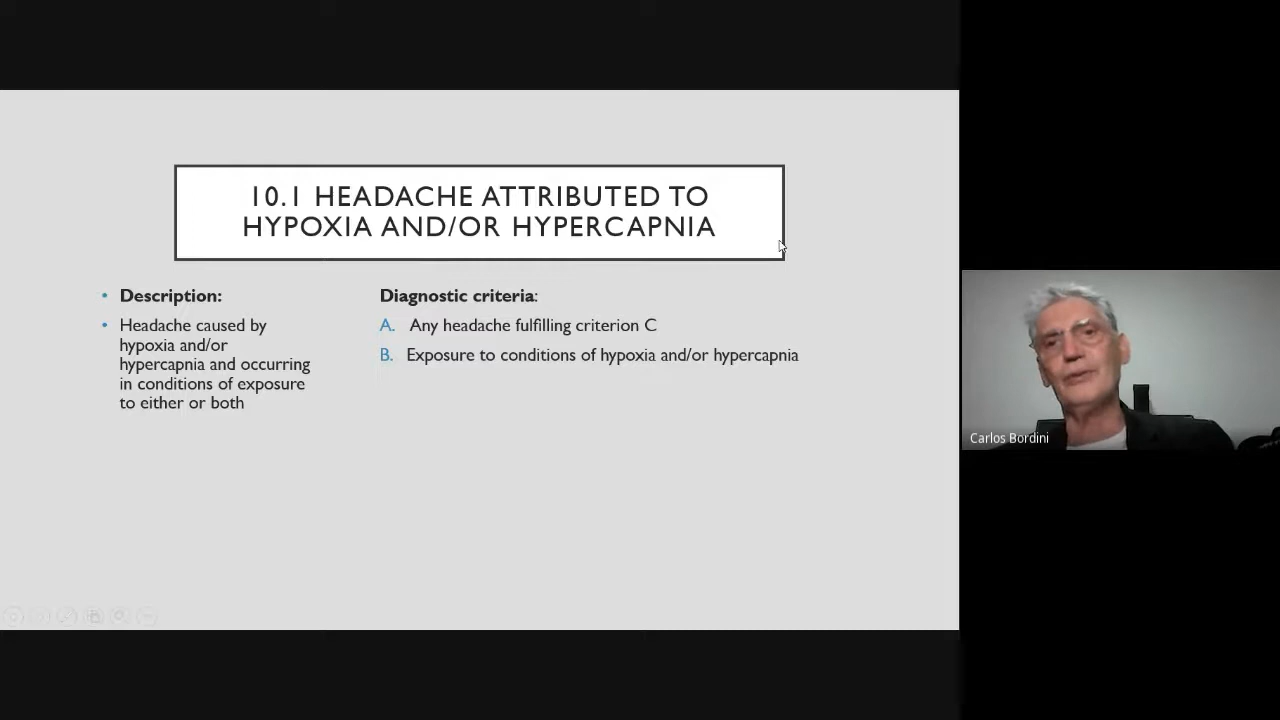 10.1 HEADACHE ATTRIBUTED TO
HYPOXIA AND/OR HYPERCAPNIA
• Description:
• Headache caused by
hypoxia and/or
hypercapnia and occurring
in conditions of exposure
to either or both
Diagnostic criteria:
A. Any headache fulfilling criterion C
B. Exposure to conditions of hypoxia and/or hypercapnia
Carlos Bordini